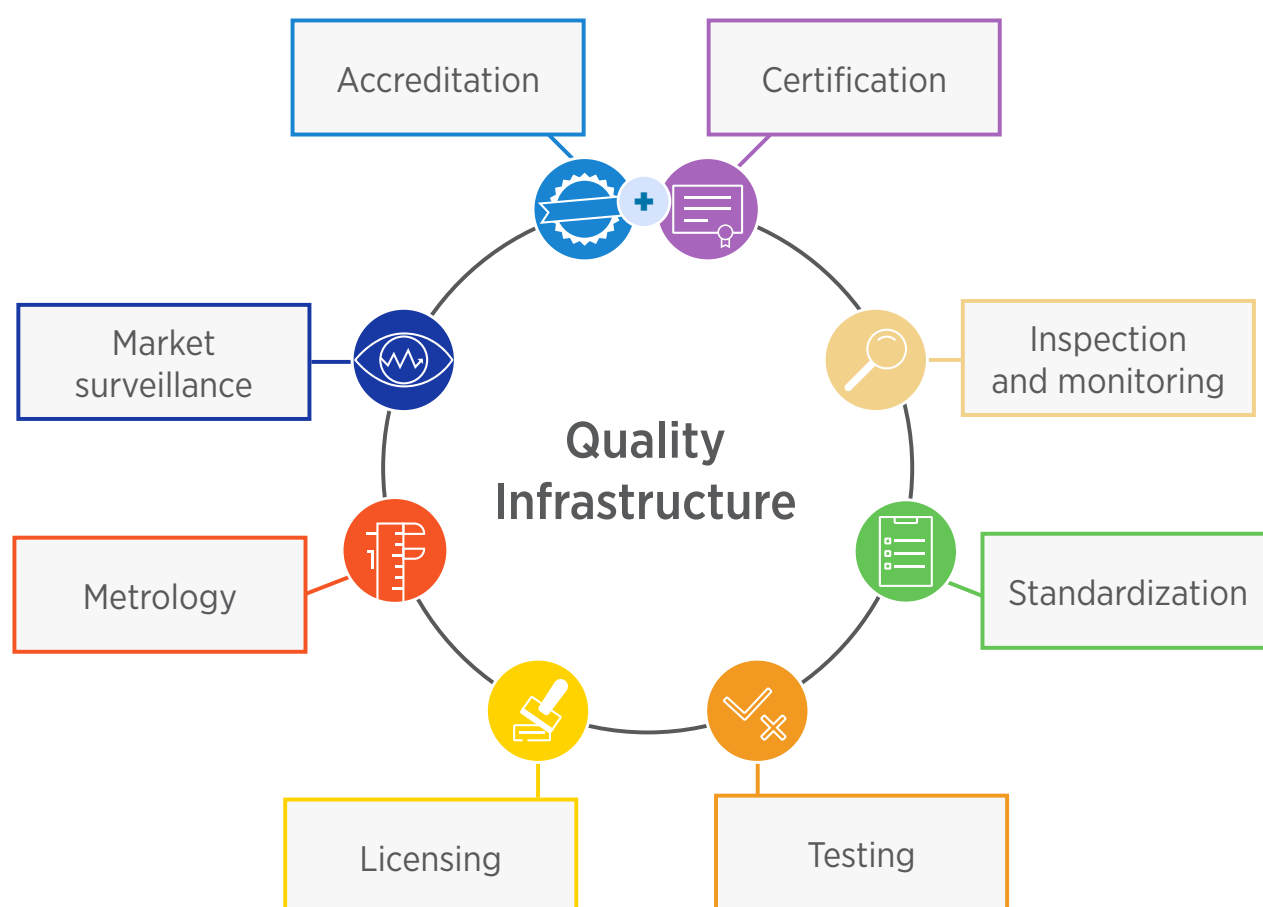 Accreditation
Certification
Market
surveillance
Inspection
and monitoring
Quality
Infrastructure
Metrology
Standardization
Licensing
Testing